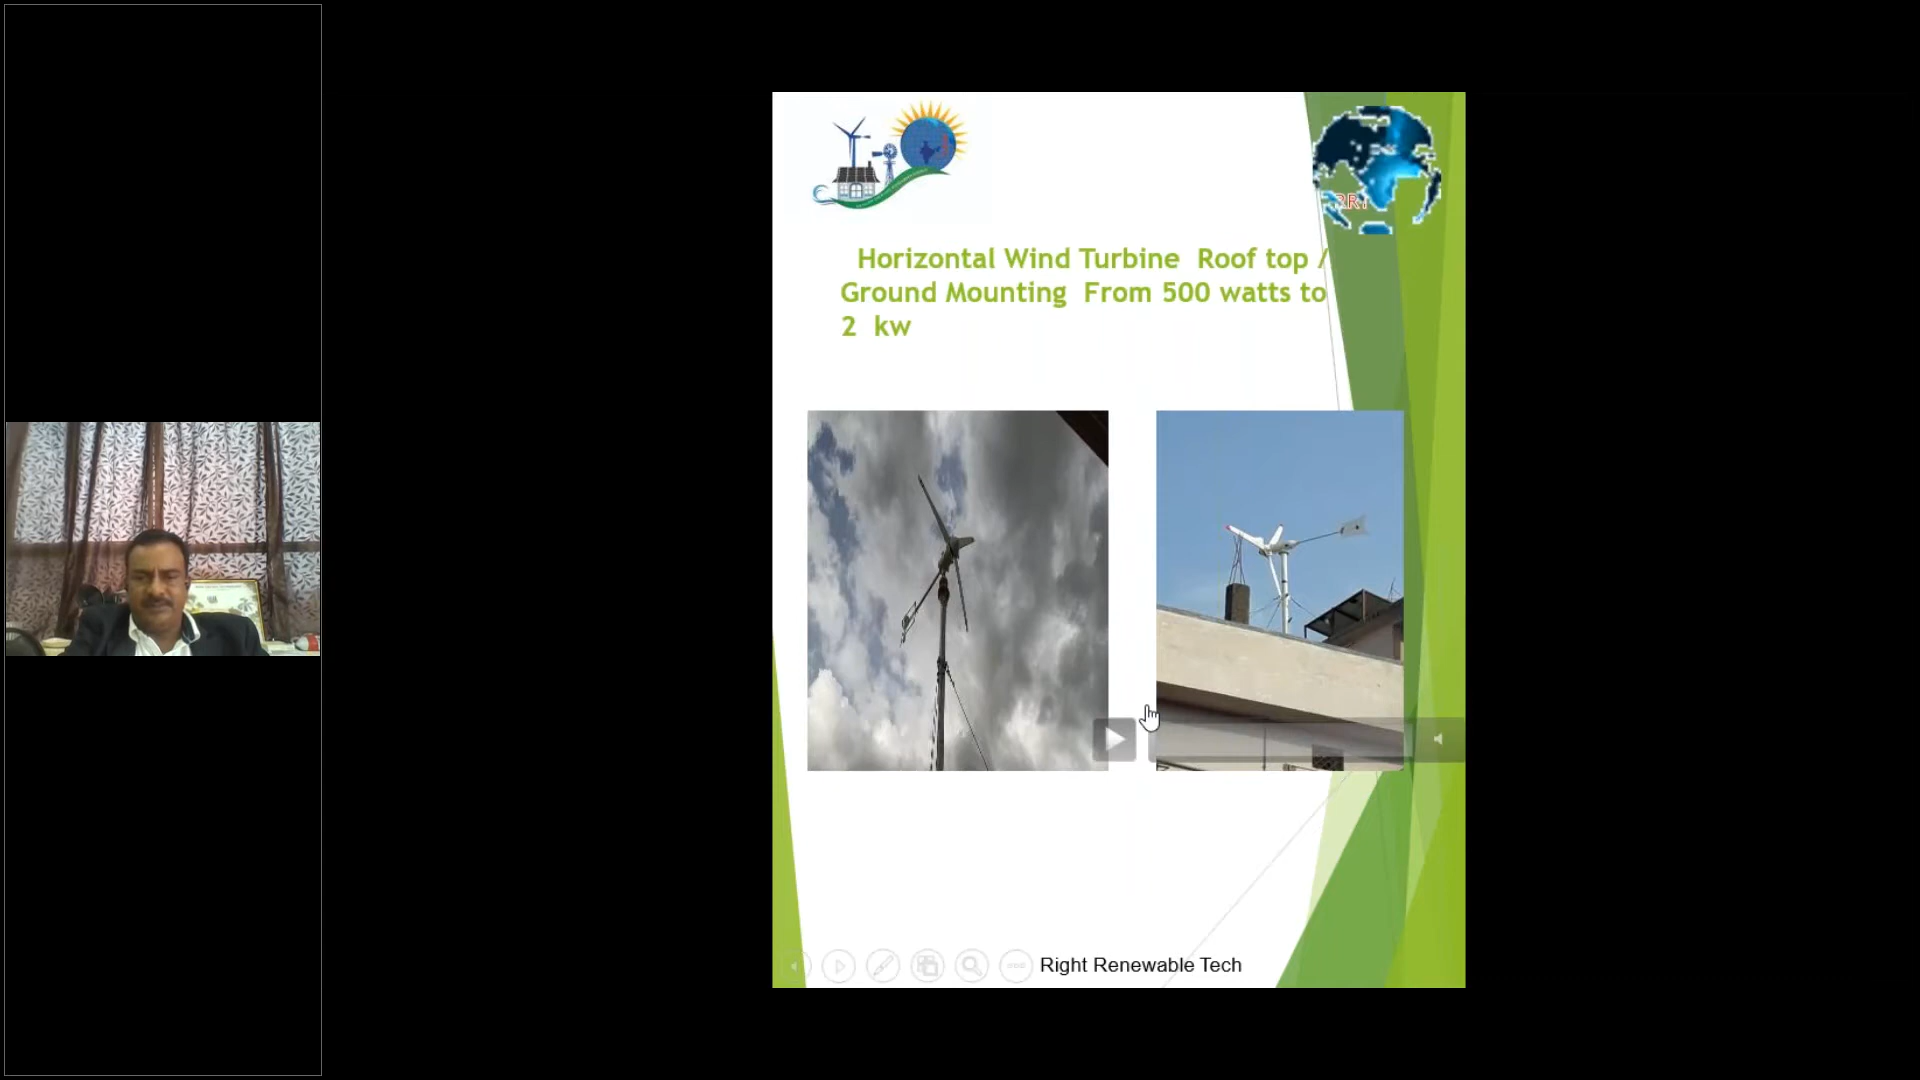 Horizontal Wind Turbine Roof top /
Ground Mounting From 500 watts to
2 kw
Right Renewable Tech